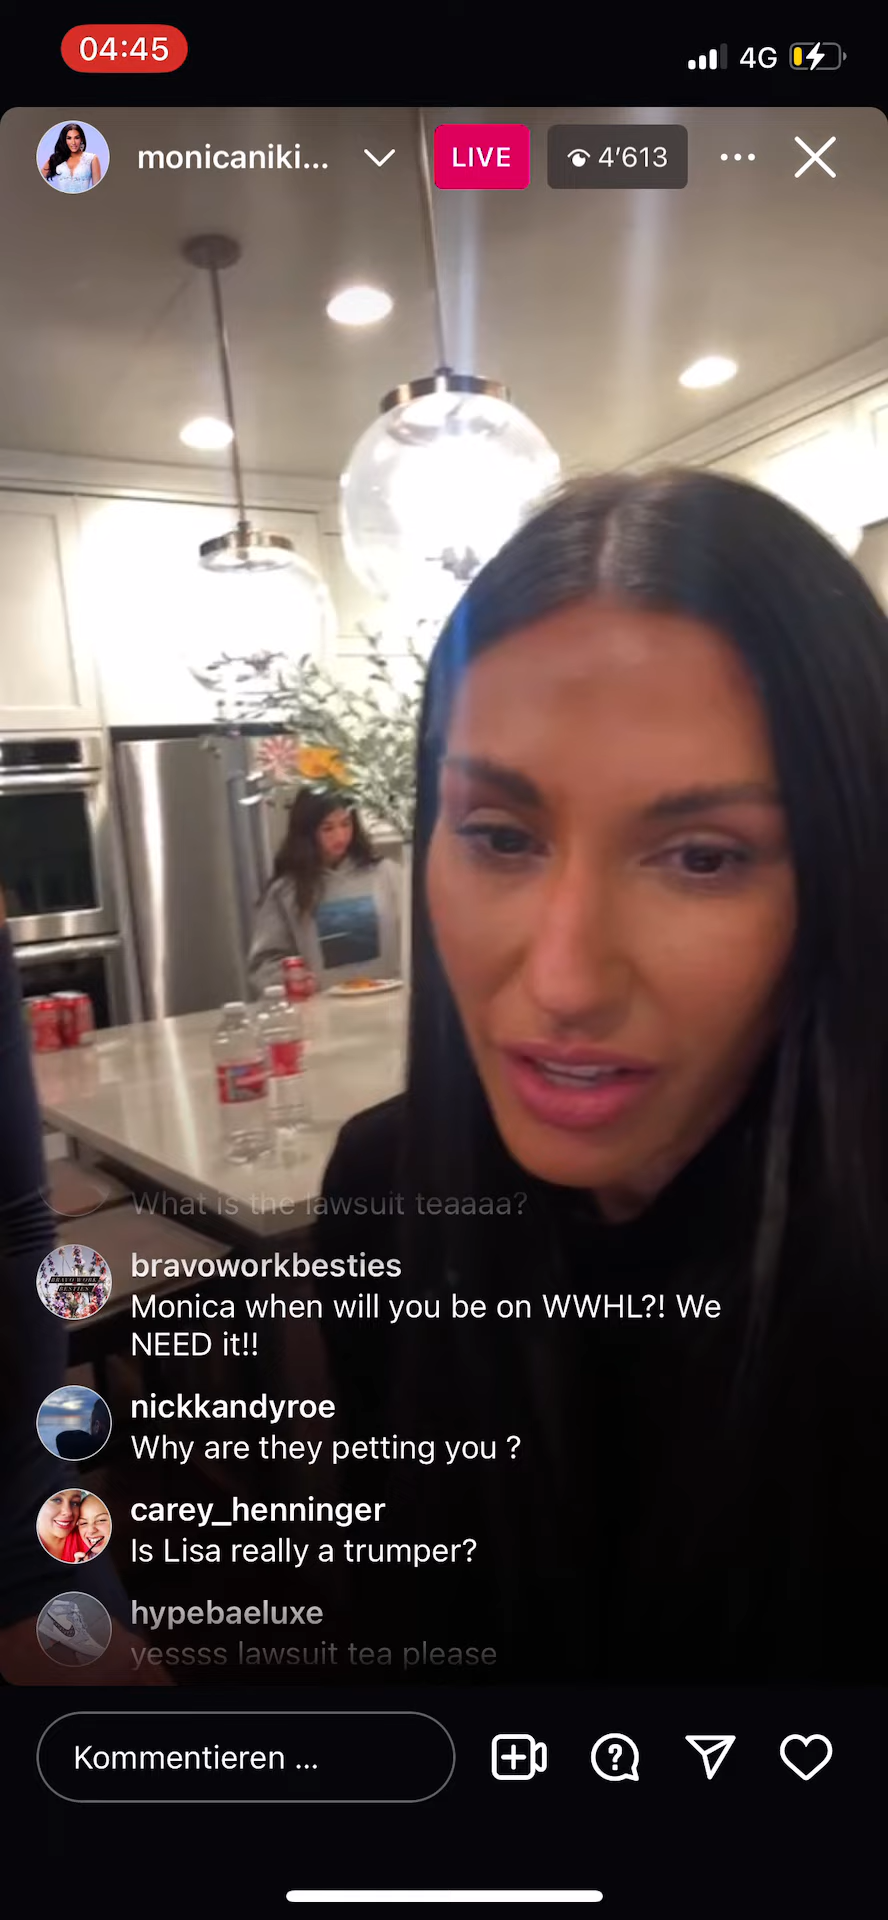 04:45
4G
monicaniki...
LIVE
4’613
What is the lawsuit teaaaa?
bravoworkbesties
Monica when will you be on WWHL?! We
NEED it!!
nickkandyroe
Why are they petting you ?
carey_henninger
Is Lisa really a trumper?
hypebaeluxe
yessss lawsuit tea please
Kommentieren ...